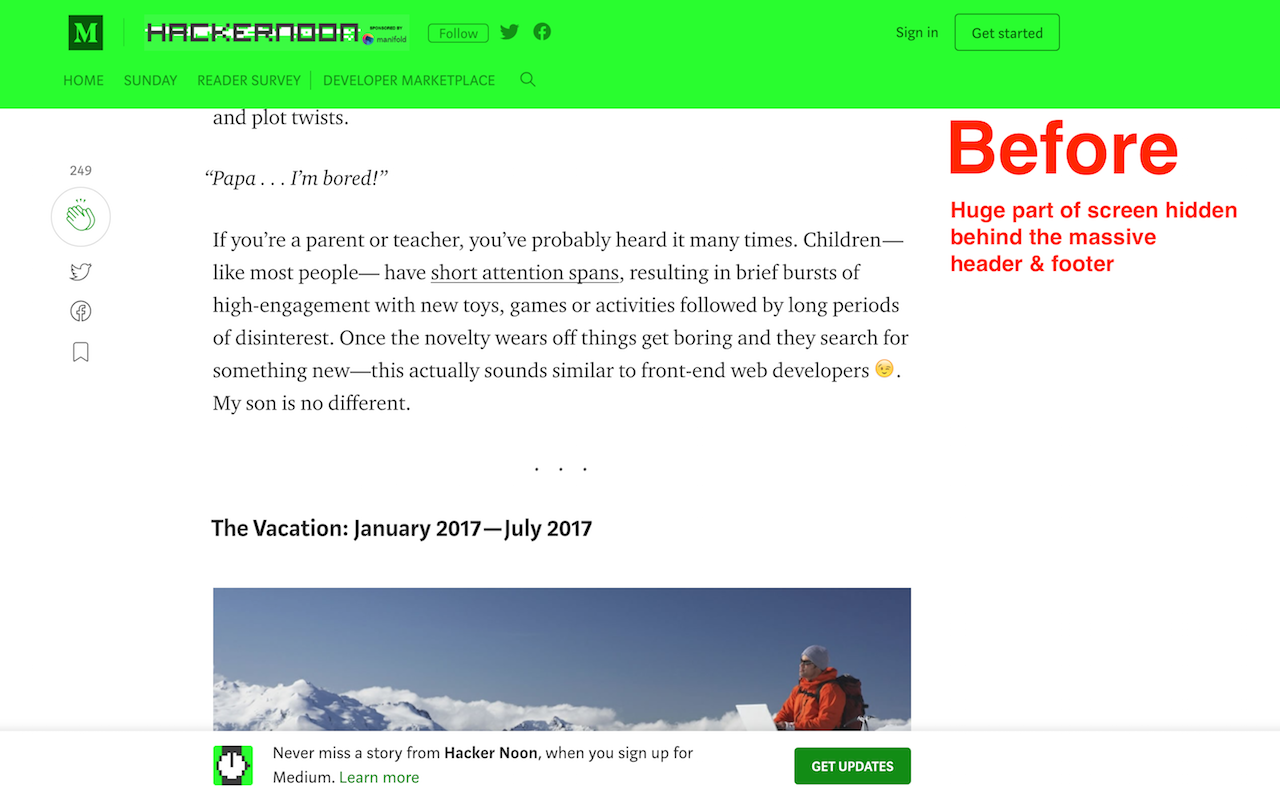 M
HACKERNOON
SPONSORED BY
manifold
Follow
Sign in
Get started
HOME
SUNDAY
READER SURVEY
DEVELOPER MARKETPLACE
and plot twists.
Before
Huge part of screen hidden
behind the massive
header & footer
249
“Papa . . . I’m bored!”
If you’re a parent or teacher, you’ve probably heard it many times. Children—
like most people— have short attention spans, resulting in brief bursts of
high-engagement with new toys, games or activities followed by long periods
of disinterest. Once the novelty wears off things get boring and they search for
something new—this actually sounds similar to front-end web developers 😉.
My son is no different.
. . .
The Vacation: January 2017—July 2017
Never miss a story from Hacker Noon, when you sign up for
Medium. Learn more
GET UPDATES